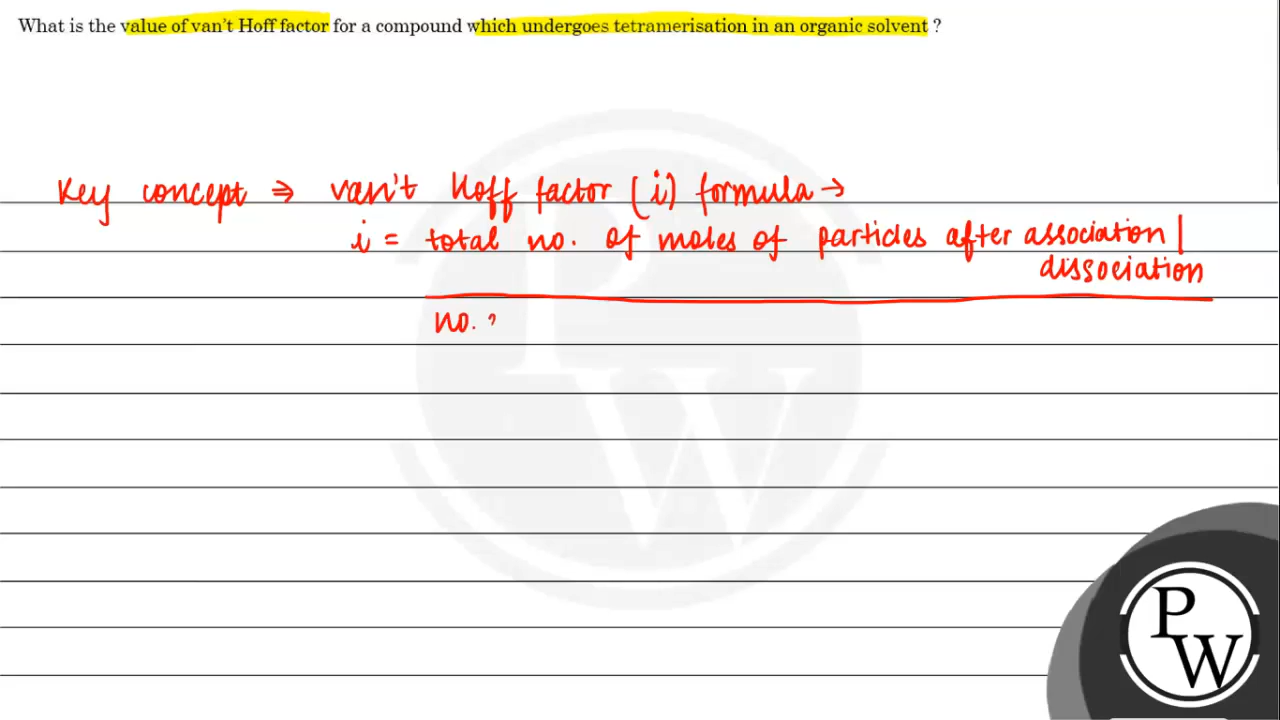 What is the value of van't Hoff factor for a compound which undergoes tetramerisation in an organic solvent ?
Key concept ⇒ van't Hoff factor (i) formula →
i = total no. of moles of particles after association |
dissociation
no.
P
W
P
W